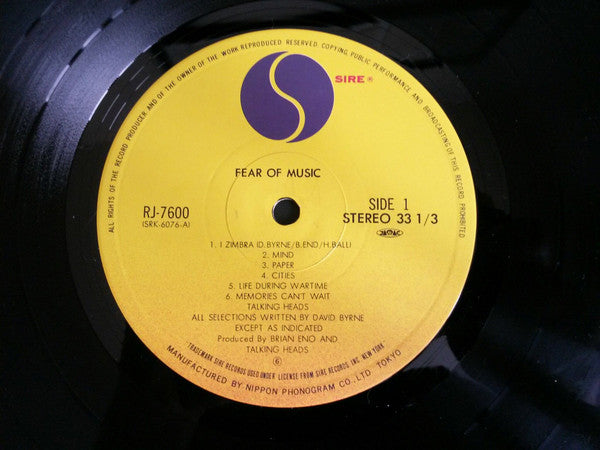 ALL RIGHTS OF THE RECORD PRODUCER AND OF THE OWNER OF THE WORK REPRODUCED RESERVED. COPYING, PUBLIC PERFORMANCE AND BROADCASTING OF THIS RECORD PROHIBITED
SIRE ®
FEAR OF MUSIC
RJ-7600
(SRK-6076-A)
SIDE 1
STEREO 33 1/3
1. I ZIMBRA (D. BYRNE/B.END/H.BALL)
2. MIND
3. PAPER
4. CITIES
5. LIFE DURING WARTIME
6. MEMORIES CAN'T WAIT
TALKING HEADS
ALL SELECTIONS WRITTEN BY DAVID BYRNE
EXCEPT AS INDICATED
Produced By BRIAN ENO AND
TALKING HEADS
⑥
TRADEMARK SIRE RECORDS USED UNDER LICENSE FROM SIRE RECORDS INC. NEW YORK
MANUFACTURED BY NIPPON PHONOGRAM CO., LTD. TOKYO